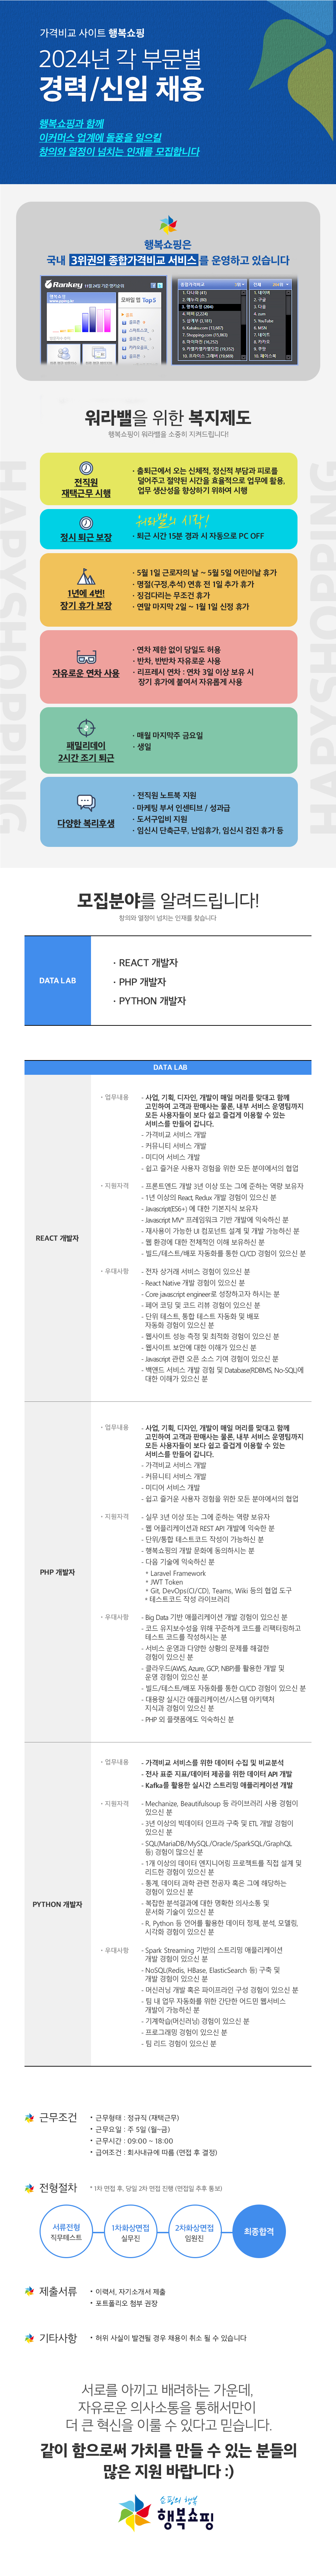 가격비교 사이트 행복쇼핑
2024년 각 부문별
경력/신입 채용
행복쇼핑과 함께
이커머스 업계에 돌풍을 일으킬
창의와 열정이 넘치는 인재를 모집합니다
행복쇼핑은
국내 3위권의 종합가격비교 서비스를 운영하고 있습니다
Rankey
행복쇼핑
모바일 앱 Top5
종합가격비교
전체
1. 다나와 (41)
2. 에누리 (80)
3. 행복쇼핑 (204)
1. 네이버
2. 구글
3. 다음
5. YouTube
6. MSN
7. 네이트
8. 카카오
9. 쿠팡
워라밸을 위한 복지제도
행복쇼핑이 워라밸을 소중히 지켜드립니다!
HAPPYSHOPPING
HAPPYSHOPPING
전직원
재택근무 시행
· 출퇴근에서 오는 신체적, 정신적 부담과 피로를
덜어주고 절약된 시간을 효율적으로 업무에 활용,
업무 생산성을 향상하기 위하여 시행
정시 퇴근 보장
워라밸의 시작!
· 퇴근 시간 15분 경과 시 자동으로 PC OFF
1년에 4번!
장기 휴가 보장
· 5월 1일 근로자의 날 ~ 5월 5일 어린이날 휴가
· 명절(구정,추석) 연휴 전 1일 추가 휴가
· 징검다리는 무조건 휴가
· 연말 마지막 2일 ~ 1월 1일 신정 휴가
자유로운 연차 사용
· 연차 제한 없이 당일도 허용
· 반차, 반반차 자유로운 사용
· 리프레시 연차 : 연차 3일 이상 보유 시
장기 휴가에 붙여서 자유롭게 사용
패밀리데이
2시간 조기 퇴근
· 매월 마지막주 금요일
· 생일
다양한 복리후생
· 전직원 노트북 지원
· 마케팅 부서 인센티브 / 성과급
· 도서구입비 지원
· 임신시 단축근무, 난임휴가, 임신시 검진 휴가 등
모집분야를 알려드립니다!
창의와 열정이 넘치는 인재를 찾습니다
DATA LAB
· REACT 개발자
· PHP 개발자
· PYTHON 개발자
DATA LAB
REACT 개발자
· 업무내용
- 사업, 기획, 디자인, 개발이 매일 머리를 맞대고 함께
고민하여 고객과 판매사는 물론, 내부 서비스 운영팀까지
모든 사용자들이 보다 쉽고 즐겁게 이용할 수 있는
서비스를 만들어 갑니다.
- 가격비교 서비스 개발
- 커뮤니티 서비스 개발
- 미디어 서비스 개발
- 쉽고 즐거운 사용자 경험을 위한 모든 분야에서의 협업
· 지원자격
- 프론트엔드 개발 3년 이상 또는 그에 준하는 역량 보유자
- 1년 이상의 React, Redux 개발 경험이 있으신 분
- Javascript(ES6+) 에 대한 기본지식 보유자
- Javascript MV* 프레임워크 기반 개발에 익숙하신 분
- 재사용이 가능한 UI 컴포넌트 설계 및 개발 가능하신 분
- 웹 환경에 대한 전체적인 이해 보유하신 분
- 빌드/테스트/배포 자동화를 통한 CI/CD 경험이 있으신 분
· 우대사항
- 전자 상거래 서비스 경험이 있으신 분
- React Native 개발 경험이 있으신 분
- Core javascript engineer로 성장하고자 하시는 분
- 페어 코딩 및 코드 리뷰 경험이 있으신 분
- 단위 테스트, 통합 테스트 자동화 및 배포
자동화 경험이 있으신 분
- 웹사이트 성능 측정 및 최적화 경험이 있으신 분
- 웹사이트 보안에 대한 이해가 있으신 분
- Javascript 관련 오픈 소스 기여 경험이 있으신 분
- 백엔드 서비스 개발 경험 및 Database(RDBMS, No-SQL)에
대한 이해가 있으신 분
PHP 개발자
· 업무내용
- 사업, 기획, 디자인, 개발이 매일 머리를 맞대고 함께
고민하여 고객과 판매사는 물론, 내부 서비스 운영팀까지
모든 사용자들이 보다 쉽고 즐겁게 이용할 수 있는
서비스를 만들어 갑니다.
- 가격비교 서비스 개발
- 커뮤니티 서비스 개발
- 미디어 서비스 개발
- 쉽고 즐거운 사용자 경험을 위한 모든 분야에서의 협업
· 지원자격
- 실무 3년 이상 또는 그에 준하는 역량 보유자
- 웹 어플리케이션과 REST API 개발에 익숙한 분
- 단위/통합 테스트코드 작성이 가능하신 분
- 행복쇼핑의 개발 문화에 동의하시는 분
- 다음 기술에 익숙하신 분
* Laravel Framework
* JWT Token
* Git, DevOps(CI/CD), Teams, Wiki 등의 협업 도구
* 테스트코드 작성 라이브러리
· 우대사항
- Big Data 기반 애플리케이션 개발 경험이 있으신 분
- 코드 유지보수성을 위해 꾸준하게 코드를 리팩터링하고
테스트 코드를 작성하시는 분
- 서비스 운영과 다양한 상황의 문제를 해결한
경험이 있으신 분
- 클라우드(AWS, Azure, GCP, NBP)를 활용한 개발 및
운영 경험이 있으신 분
- 빌드/테스트/배포 자동화를 통한 CI/CD 경험이 있으신 분
- 대용량 실시간 애플리케이션/시스템 아키텍처
지식과 경험이 있으신 분
- PHP 외 플랫폼에도 익숙하신 분
PYTHON 개발자
· 업무내용
- 가격비교 서비스를 위한 데이터 수집 및 비교분석
- 전사 표준 지표/데이터 제공을 위한 데이터 API 개발
- Kafka를 활용한 실시간 스트리밍 애플리케이션 개발
· 지원자격
- Mechanize, Beautifulsoup 등 라이브러리 사용 경험이
있으신 분
- 3년 이상의 빅데이터 인프라 구축 및 ETL 개발 경험이
있으신 분
- SQL(MariaDB/MySQL/Oracle/SparkSQL/GraphQL
등) 경험이 많으신 분
- 1개 이상의 데이터 엔지니어링 프로젝트를 직접 설계 및
리드한 경험이 있으신 분
- 통계, 데이터 과학 관련 전공자 혹은 그에 해당하는
경험이 있으신 분
- 복잡한 분석결과에 대한 명확한 의사소통 및
문서화 기술이 있으신 분
- R, Python 등 언어를 활용한 데이터 정제, 분석, 모델링,
시각화 경험이 있으신 분
· 우대사항
- Spark Streaming 기반의 스트리밍 애플리케이션
개발 경험이 있으신 분
- NoSQL(Redis, HBase, ElasticSearch 등) 구축 및
개발 경험이 있으신 분
- 머신러닝 개발 혹은 파이프라인 구성 경험이 있으신 분
- 팀 내 업무 자동화를 위한 간단한 어드민 웹서비스
개발이 가능하신 분
- 기계학습(머신러닝) 경험이 있으신 분
- 프로그래밍 경험이 있으신 분
- 팀 리드 경험이 있으신 분
근무조건
• 근무형태 : 정규직 (재택근무)
• 근무요일 : 주 5일 (월~금)
• 근무시간 : 09:00 ~ 18:00
• 급여조건 : 회사내규에 따름 (면접 후 결정)
전형절차
* 1차 면접 후, 당일 2차 면접 진행 (면접일 추후 통보)
서류전형
직무테스트
1차화상면접
실무진
2차화상면접
임원진
최종합격
제출서류
• 이력서, 자기소개서 제출
• 포트폴리오 첨부 권장
기타사항
• 허위 사실이 발견될 경우 채용이 취소 될 수 있습니다
서로를 아끼고 배려하는 가운데,
자유로운 의사소통을 통해서만이
더 큰 혁신을 이룰 수 있다고 믿습니다.
같이 함으로써 가치를 만들 수 있는 분들의
많은 지원 바랍니다 :)
쇼핑의 행복
행복쇼핑